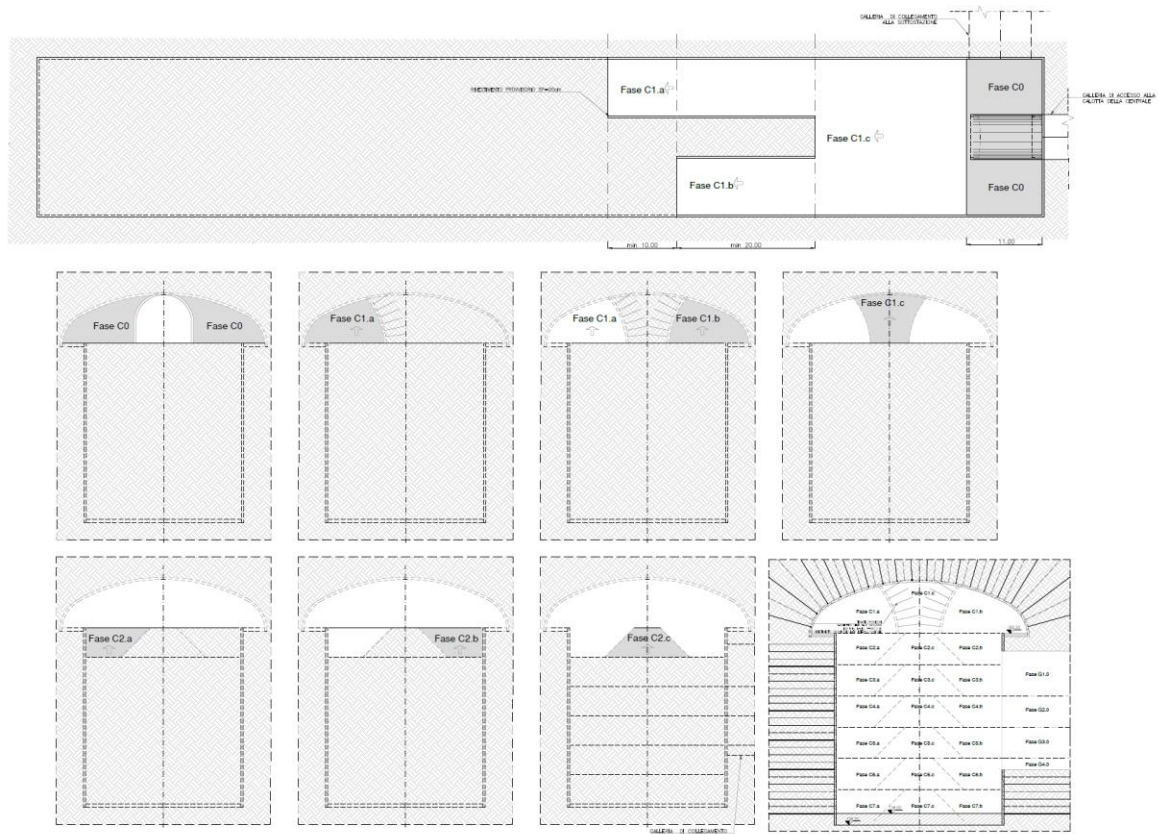 GALLERIA DI COLLEGAMENTO
ALLA SOTTOSTAZIONE
Fase C1.a
Fase C0
RIVESTIMENTO PROVVISORIO SP=20cm
GALLERIA DI ACCESSO ALLA
CALOTTA DELLA CENTRALE
Fase C1.c
Fase C1.b
Fase C0
min 10.00
min 20.00
11.00
Fase C0
Fase C0
Fase C1.a
Fase C1.a
Fase C1.b
Fase C1.c
Fase C2.a
Fase C2.b
Fase C2.c
GALLERIA DI COLLEGAMENTO
Fase C1.c
Fase C1.a
Fase C1.b
Fase C2.a
Fase C2.c
Fase C2.b
Fase C3.a
Fase C3.c
Fase C3.b
Fase G1.0
Fase C4.a
Fase C4.c
Fase C4.b
Fase G2.0
Fase C5.a
Fase C5.c
Fase C5.b
Fase G3.0
Fase G4.0
Fase C6.a
Fase C6.c
Fase C6.b
Fase C7.a
Fase C7.c
Fase C7.b